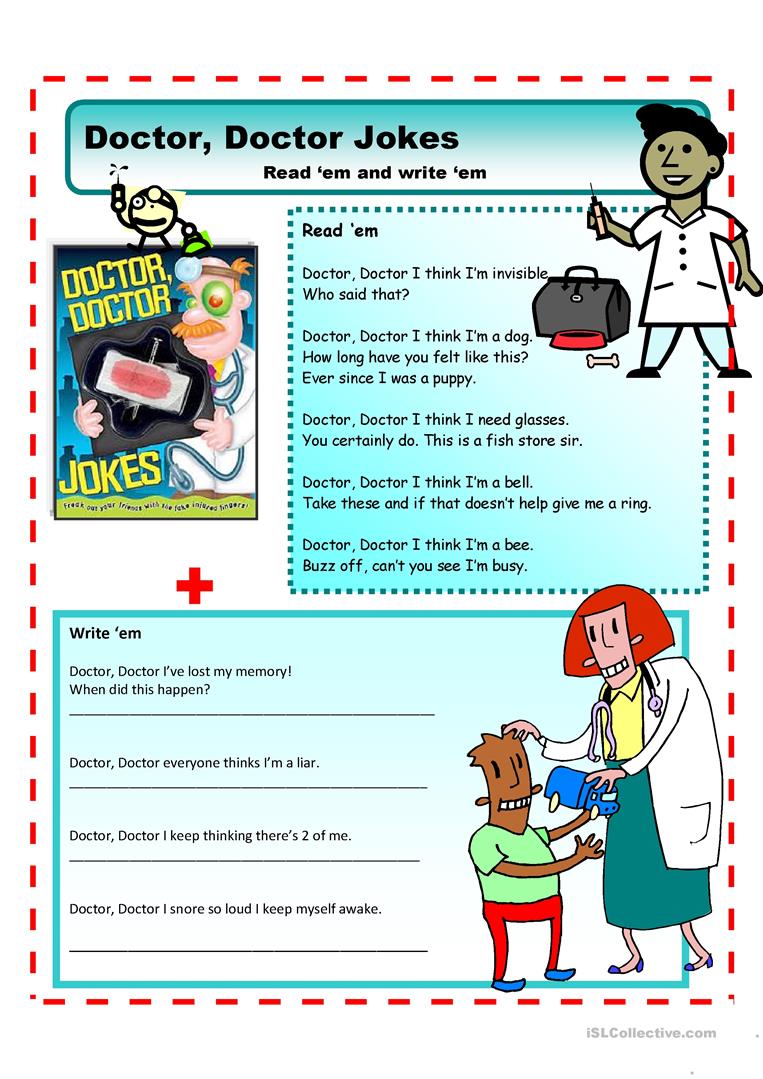 Doctor, Doctor Jokes
Read ‘em and write ‘em
DOCTOR,
DOCTOR
JOKES
Freak out your friends with the fake injured fingers!
Read ‘em
Doctor, Doctor I think I’m invisible
Who said that?
Doctor, Doctor I think I’m a dog.
How long have you felt like this?
Ever since I was a puppy.
Doctor, Doctor I think I need glasses.
You certainly do. This is a fish store sir.
Doctor, Doctor I think I’m a bell.
Take these and if that doesn’t help give me a ring.
Doctor, Doctor I think I’m a bee.
Buzz off, can’t you see I’m busy.
Write ‘em
Doctor, Doctor I’ve lost my memory!
When did this happen?
Doctor, Doctor everyone thinks I’m a liar.
Doctor, Doctor I keep thinking there’s 2 of me.
Doctor, Doctor I snore so loud I keep myself awake.
iSLCollective.com